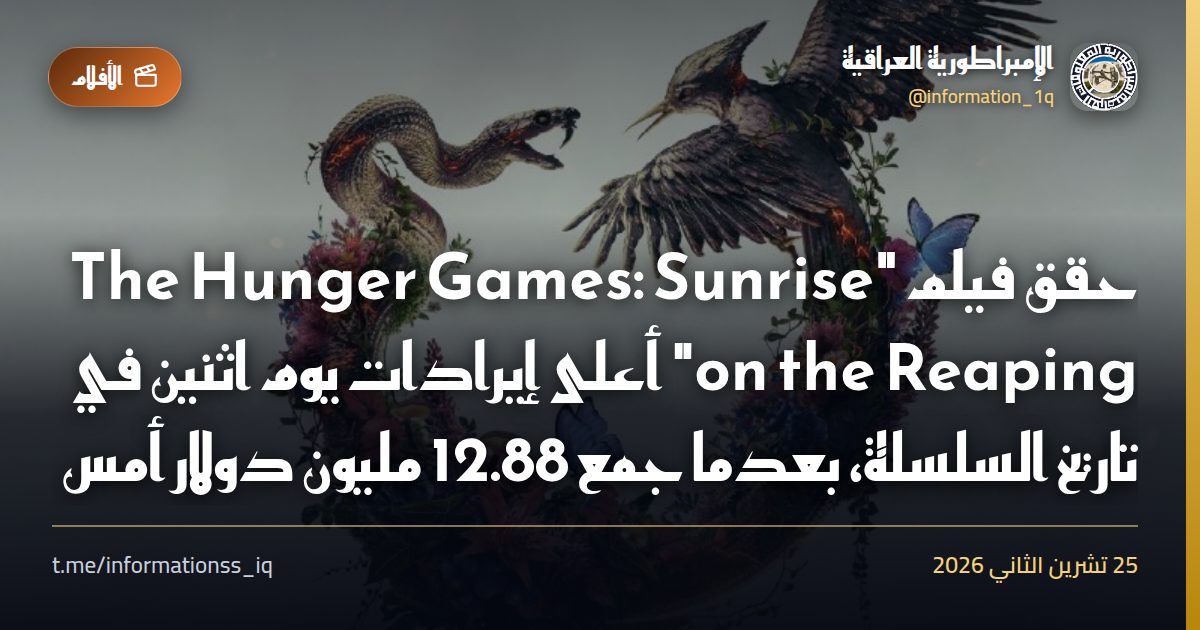 الإمبراطورية العراقية
@information_1q
الأفلام
حقق فيلم "The Hunger Games: Sunrise
on the Reaping" أعلى إيرادات يوم اثنين في
تاريخ السلسلة، بعدما جمع 12.88 مليون دولار أمس
25 تشرين الثاني 2026
t.me/informationss_iq